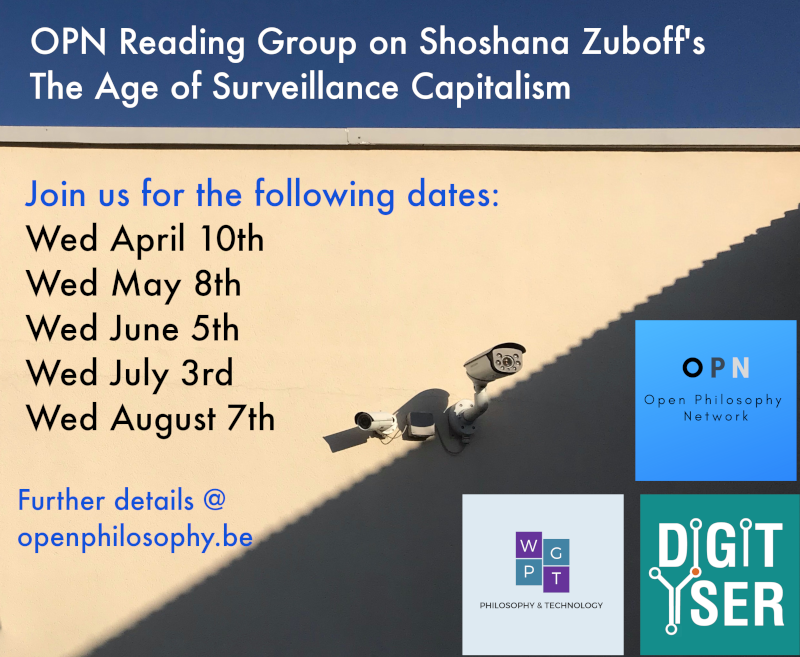 OPN Reading Group on Shoshana Zuboff's
The Age of Surveillance Capitalism
Join us for the following dates:
Wed April 10th
Wed May 8th
Wed June 5th
Wed July 3rd
Wed August 7th
Further details @
openphilosophy.be
OPN
Open Philosophy
Network
W G
P T
PHILOSOPHY & TECHNOLOGY
DIGIT
YSER